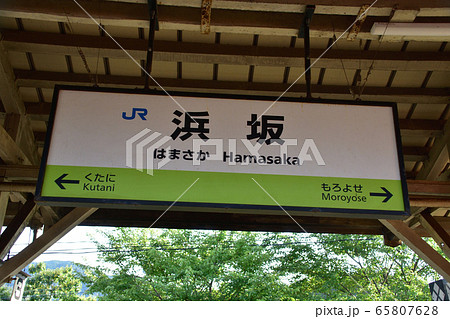 JR 浜坂
はまさか Hamasaka
← くたに もろよせ →
Kutani Moroyose
pixta.jp - 65807628